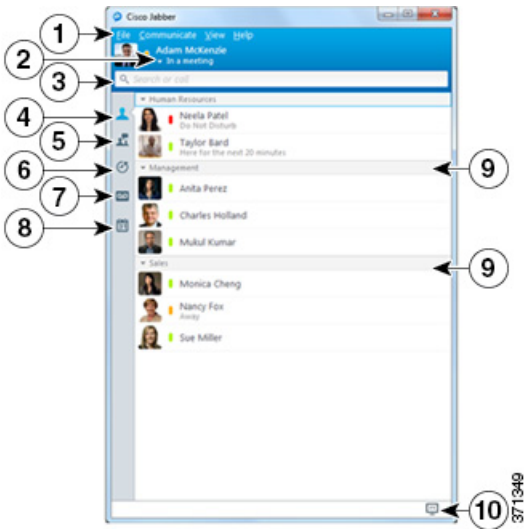 Cisco Jabber
1
File Communicate View Help
Adam McKenzie
2
In a meeting
3
Search or call
Human Resources
4
Neela Patel
Do Not Disturb
5
Taylor Bard
Here for the next 20 minutes
6
Management
9
7
Anita Perez
8
Charles Holland
Mukul Kumar
Sales
9
Monica Cheng
Nancy Fox
Away
Sue Miller
10
371349